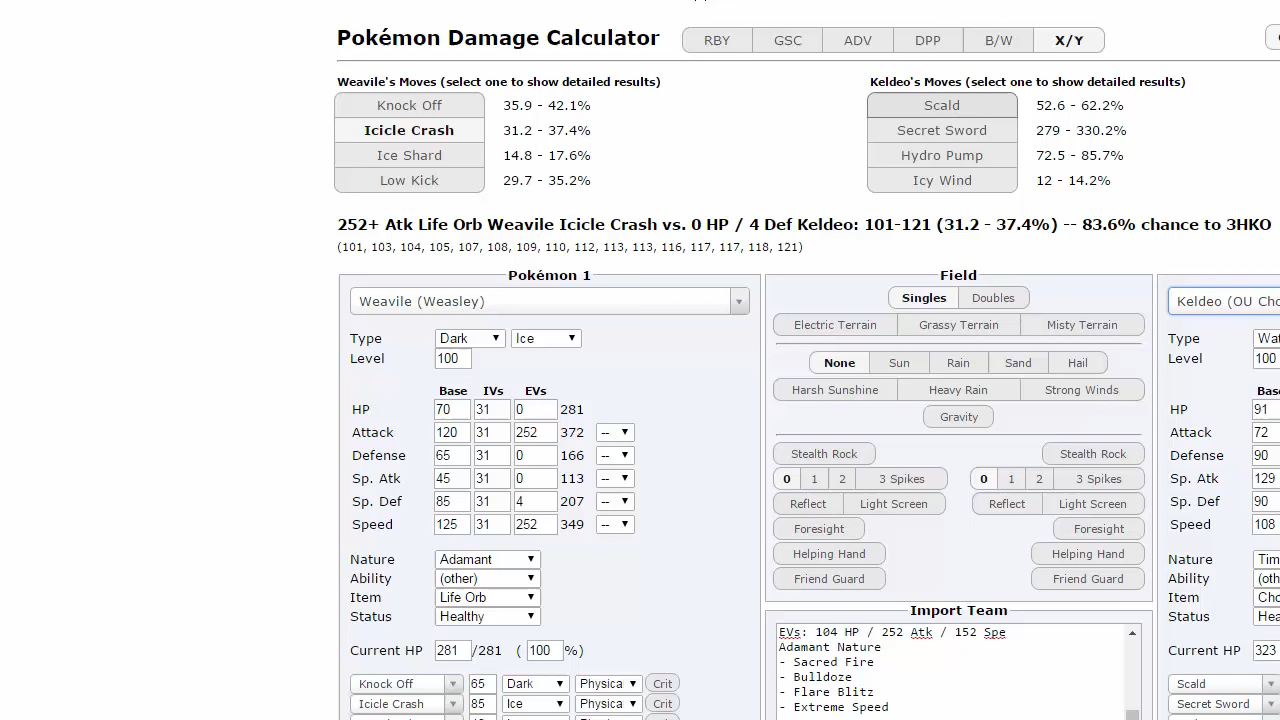 Pokémon Damage Calculator RBY GSC ADV DPP B/W X/Y
Weavile's Moves (select one to show detailed results) Keldeo's Moves (select one to show detailed results)
Knock Off 35.9 - 42.1% Scald 52.6 - 62.2%
Icicle Crash 31.2 - 37.4% Secret Sword 279 - 330.2%
Ice Shard 14.8 - 17.6% Hydro Pump 72.5 - 85.7%
Low Kick 29.7 - 35.2% Icy Wind 12 - 14.2%
252+ Atk Life Orb Weavile Icicle Crash vs. 0 HP / 4 Def Keldeo: 101-121 (31.2 - 37.4%) -- 83.6% chance to 3HKO
(101, 103, 104, 105, 107, 108, 109, 110, 112, 113, 113, 116, 117, 117, 118, 121)
Pokémon 1
Weavile (Weasley)
Type Dark Ice
Level 100
Base IVs EVs
HP 70 31 0 281
Attack 120 31 252 372 --
Defense 65 31 0 166 --
Sp. Atk 45 31 0 113 --
Sp. Def 85 31 4 207 --
Speed 125 31 252 349 --
Nature Adamant
Ability (other)
Item Life Orb
Status Healthy
Current HP 281 /281 ( 100 %)
Knock Off 65 Dark Physica Crit
Icicle Crash 85 Ice Physica Crit
Field
Singles Doubles
Electric Terrain Grassy Terrain Misty Terrain
None Sun Rain Sand Hail
Harsh Sunshine Heavy Rain Strong Winds
Gravity
Stealth Rock Stealth Rock
0 1 2 3 Spikes 0 1 2 3 Spikes
Reflect Light Screen Reflect Light Screen
Foresight Foresight
Helping Hand Helping Hand
Friend Guard Friend Guard
Import Team
EVs: 104 HP / 252 Atk / 152 Spe
Adamant Nature
- Sacred Fire
- Bulldoze
- Flare Blitz
- Extreme Speed
Keldeo (OU Cho
Type Wat
Level 100
Bas
HP 91
Attack 72
Defense 90
Sp. Atk 129
Sp. Def 90
Speed 108
Nature Tim
Ability (oth
Item Cho
Status Hea
Current HP 323
Scald
Secret Sword